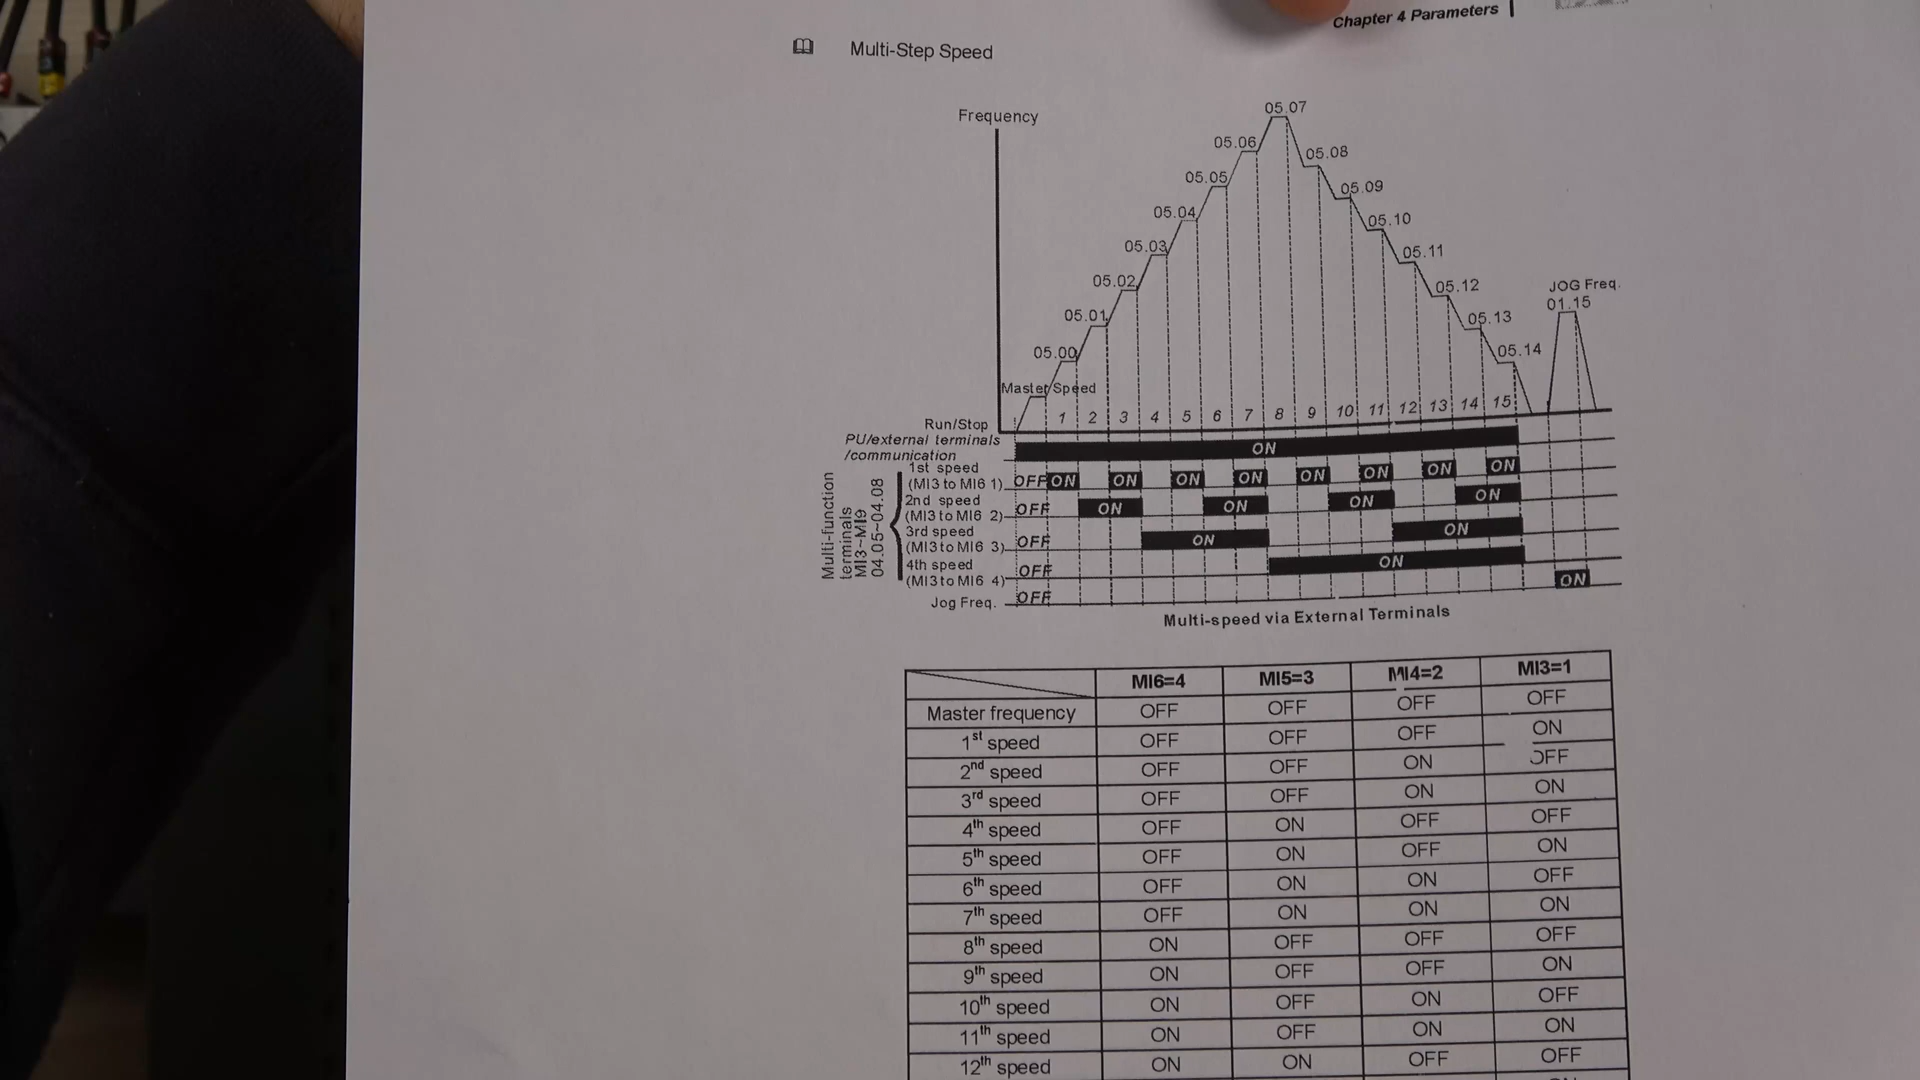 Chapter 4 Parameters
Multi-Step Speed
Frequency
05.07
05.06
05.08
05.05
05.09
05.04
05.10
05.03
05.11
05.02
05.12
JOG Freq.
01.15
05.01
05.13
05.00
05.14
Master Speed
1 2 3 4 5 6 7 8 9 10 11 12 13 14 15
Run/Stop
PU/external terminals
/communication
ON
Multi-function
terminals
MI3~MI9
04.05~04.08
1st speed
(MI3 to MI6 1)
OFF ON ON ON ON ON ON ON ON
2nd speed
(MI3 to MI6 2)
OFF ON ON ON ON
3rd speed
(MI3 to MI6 3)
OFF ON ON
4th speed
(MI3 to MI6 4)
OFF ON
Jog Freq.
OFF ON
Multi-speed via External Terminals
MI6=4 MI5=3 MI4=2 MI3=1
Master frequency OFF OFF OFF OFF
1st speed OFF OFF OFF ON
2nd speed OFF OFF ON OFF
3rd speed OFF OFF ON ON
4th speed OFF ON OFF OFF
5th speed OFF ON OFF ON
6th speed OFF ON ON OFF
7th speed OFF ON ON ON
8th speed ON OFF OFF OFF
9th speed ON OFF OFF ON
10th speed ON OFF ON OFF
11th speed ON OFF ON ON
12th speed ON ON OFF OFF